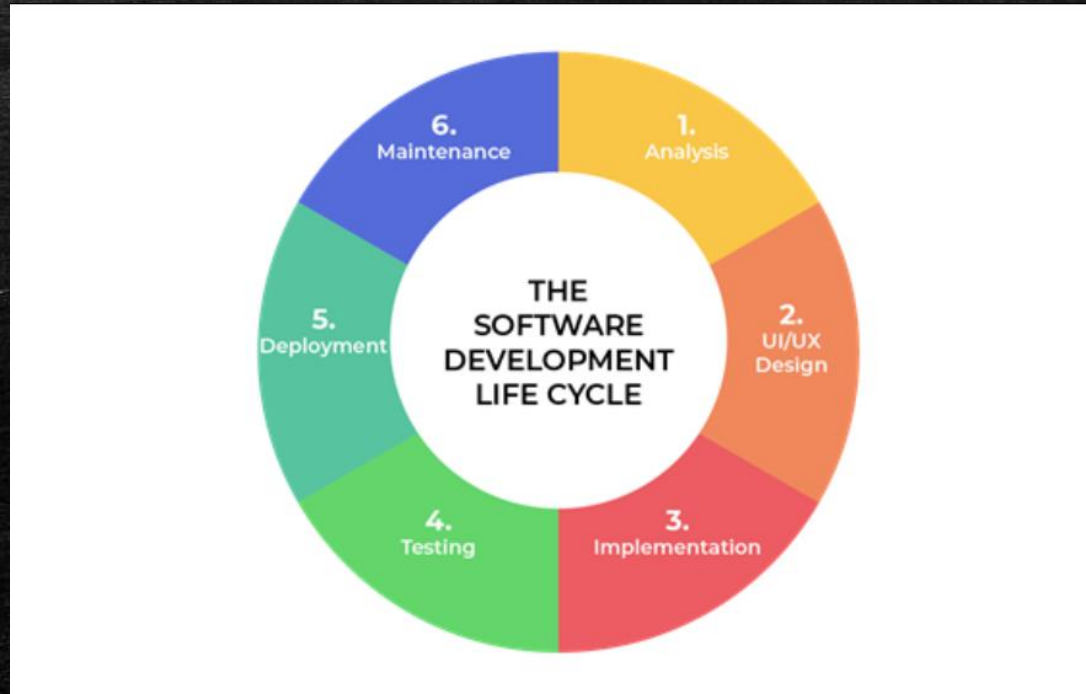 THE
SOFTWARE
DEVELOPMENT
LIFE CYCLE
1.
Analysis
2.
UI/UX
Design
3.
Implementation
4.
Testing
5.
Deployment
6.
Maintenance